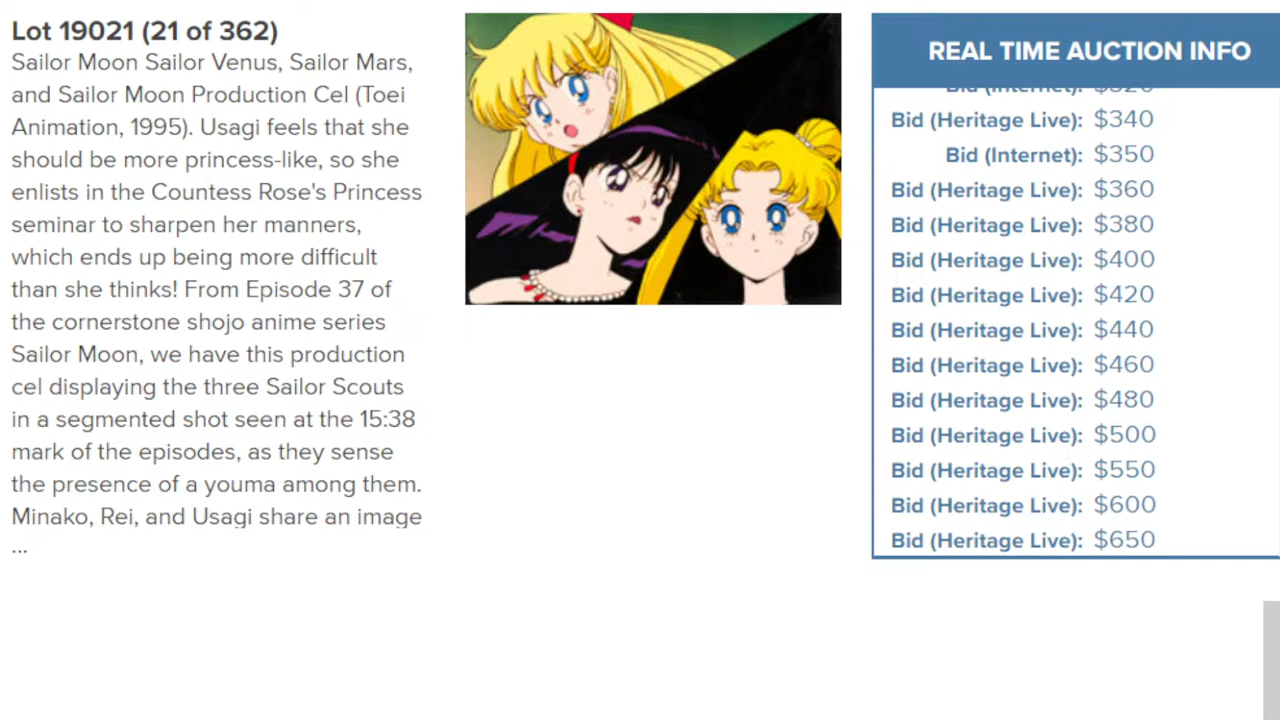 Lot 19021 (21 of 362)
Sailor Moon Sailor Venus, Sailor Mars,
and Sailor Moon Production Cel (Toei
Animation, 1995). Usagi feels that she
should be more princess-like, so she
enlists in the Countess Rose's Princess
seminar to sharpen her manners,
which ends up being more difficult
than she thinks! From Episode 37 of
the cornerstone shojo anime series
Sailor Moon, we have this production
cel displaying the three Sailor Scouts
in a segmented shot seen at the 15:38
mark of the episodes, as they sense
the presence of a youma among them.
Minako, Rei, and Usagi share an image
...
REAL TIME AUCTION INFO
Bid (Internet): $320
Bid (Heritage Live): $340
Bid (Internet): $350
Bid (Heritage Live): $360
Bid (Heritage Live): $380
Bid (Heritage Live): $400
Bid (Heritage Live): $420
Bid (Heritage Live): $440
Bid (Heritage Live): $460
Bid (Heritage Live): $480
Bid (Heritage Live): $500
Bid (Heritage Live): $550
Bid (Heritage Live): $600
Bid (Heritage Live): $650